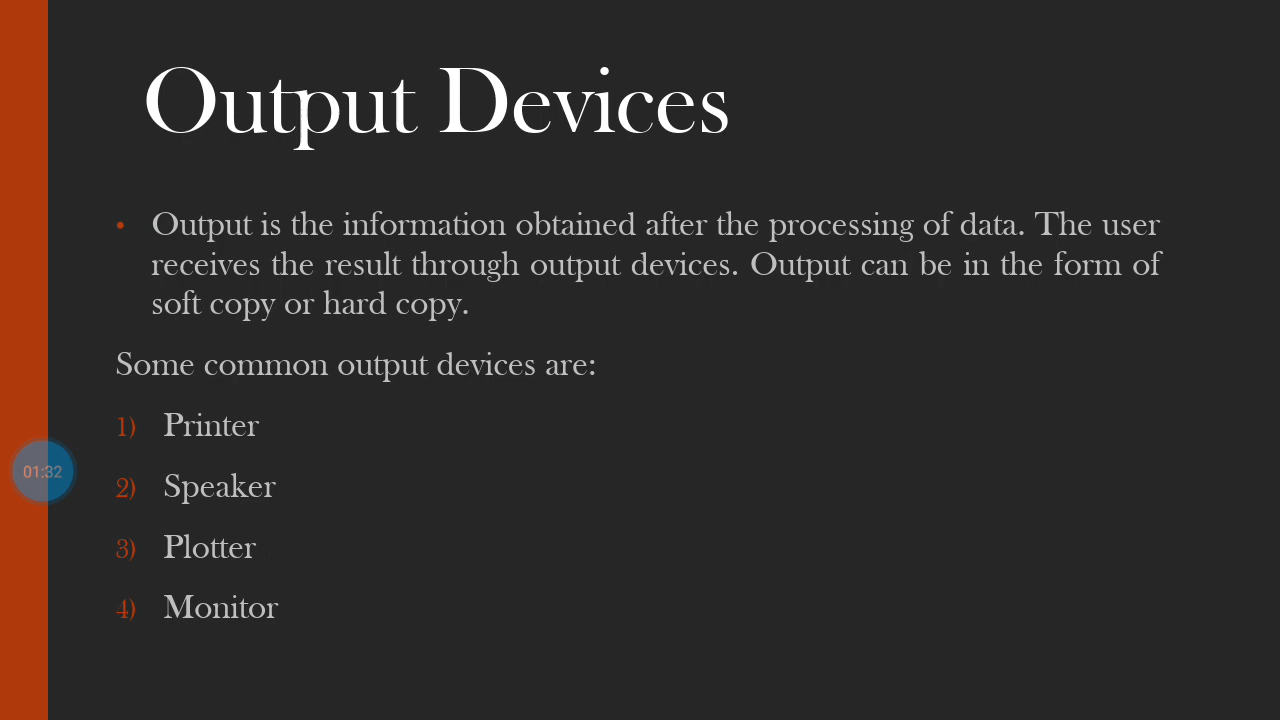 Output Devices
• Output is the information obtained after the processing of data. The user
receives the result through output devices. Output can be in the form of
soft copy or hard copy.
Some common output devices are:
1) Printer
01:32
2) Speaker
3) Plotter
4) Monitor